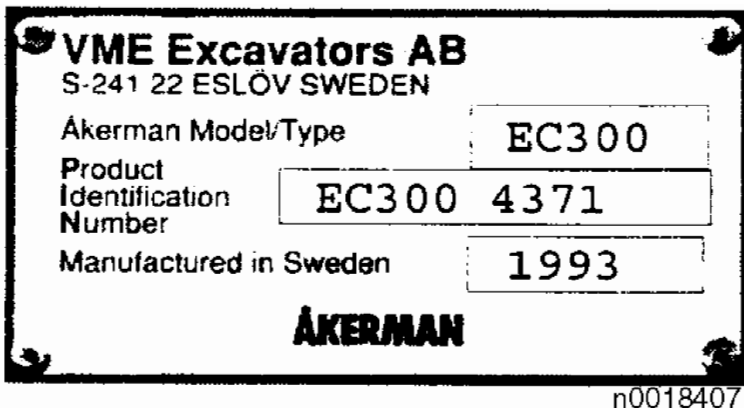 VME Excavators AB
S-241 22 ESLÖV SWEDEN
Åkerman Model/Type EC300
Product
Identification
Number EC300 4371
Manufactured in Sweden 1993
ÅKERMAN
n0018407